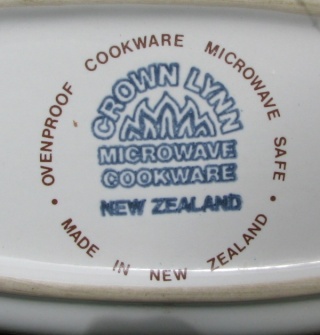 OVENPROOF COOKWARE MICROWAVE SAFE •
MADE IN NEW ZEALAND •
CROWN LYNN
MICROWAVE
COOKWARE
NEW ZEALAND